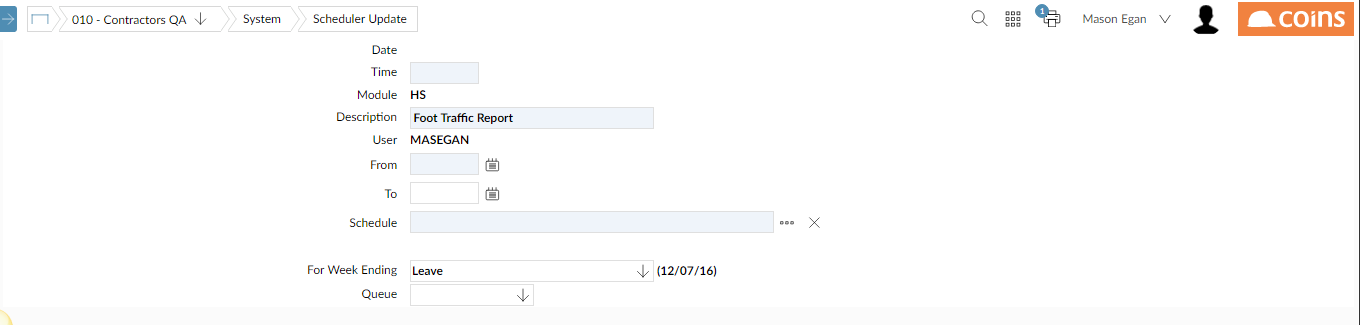 010 - Contractors QA System Scheduler Update 1 Mason Egan coins
Date
Time
Module HS
Description Foot Traffic Report
User MASEGAN
From
To
Schedule
For Week Ending Leave (12/07/16)
Queue